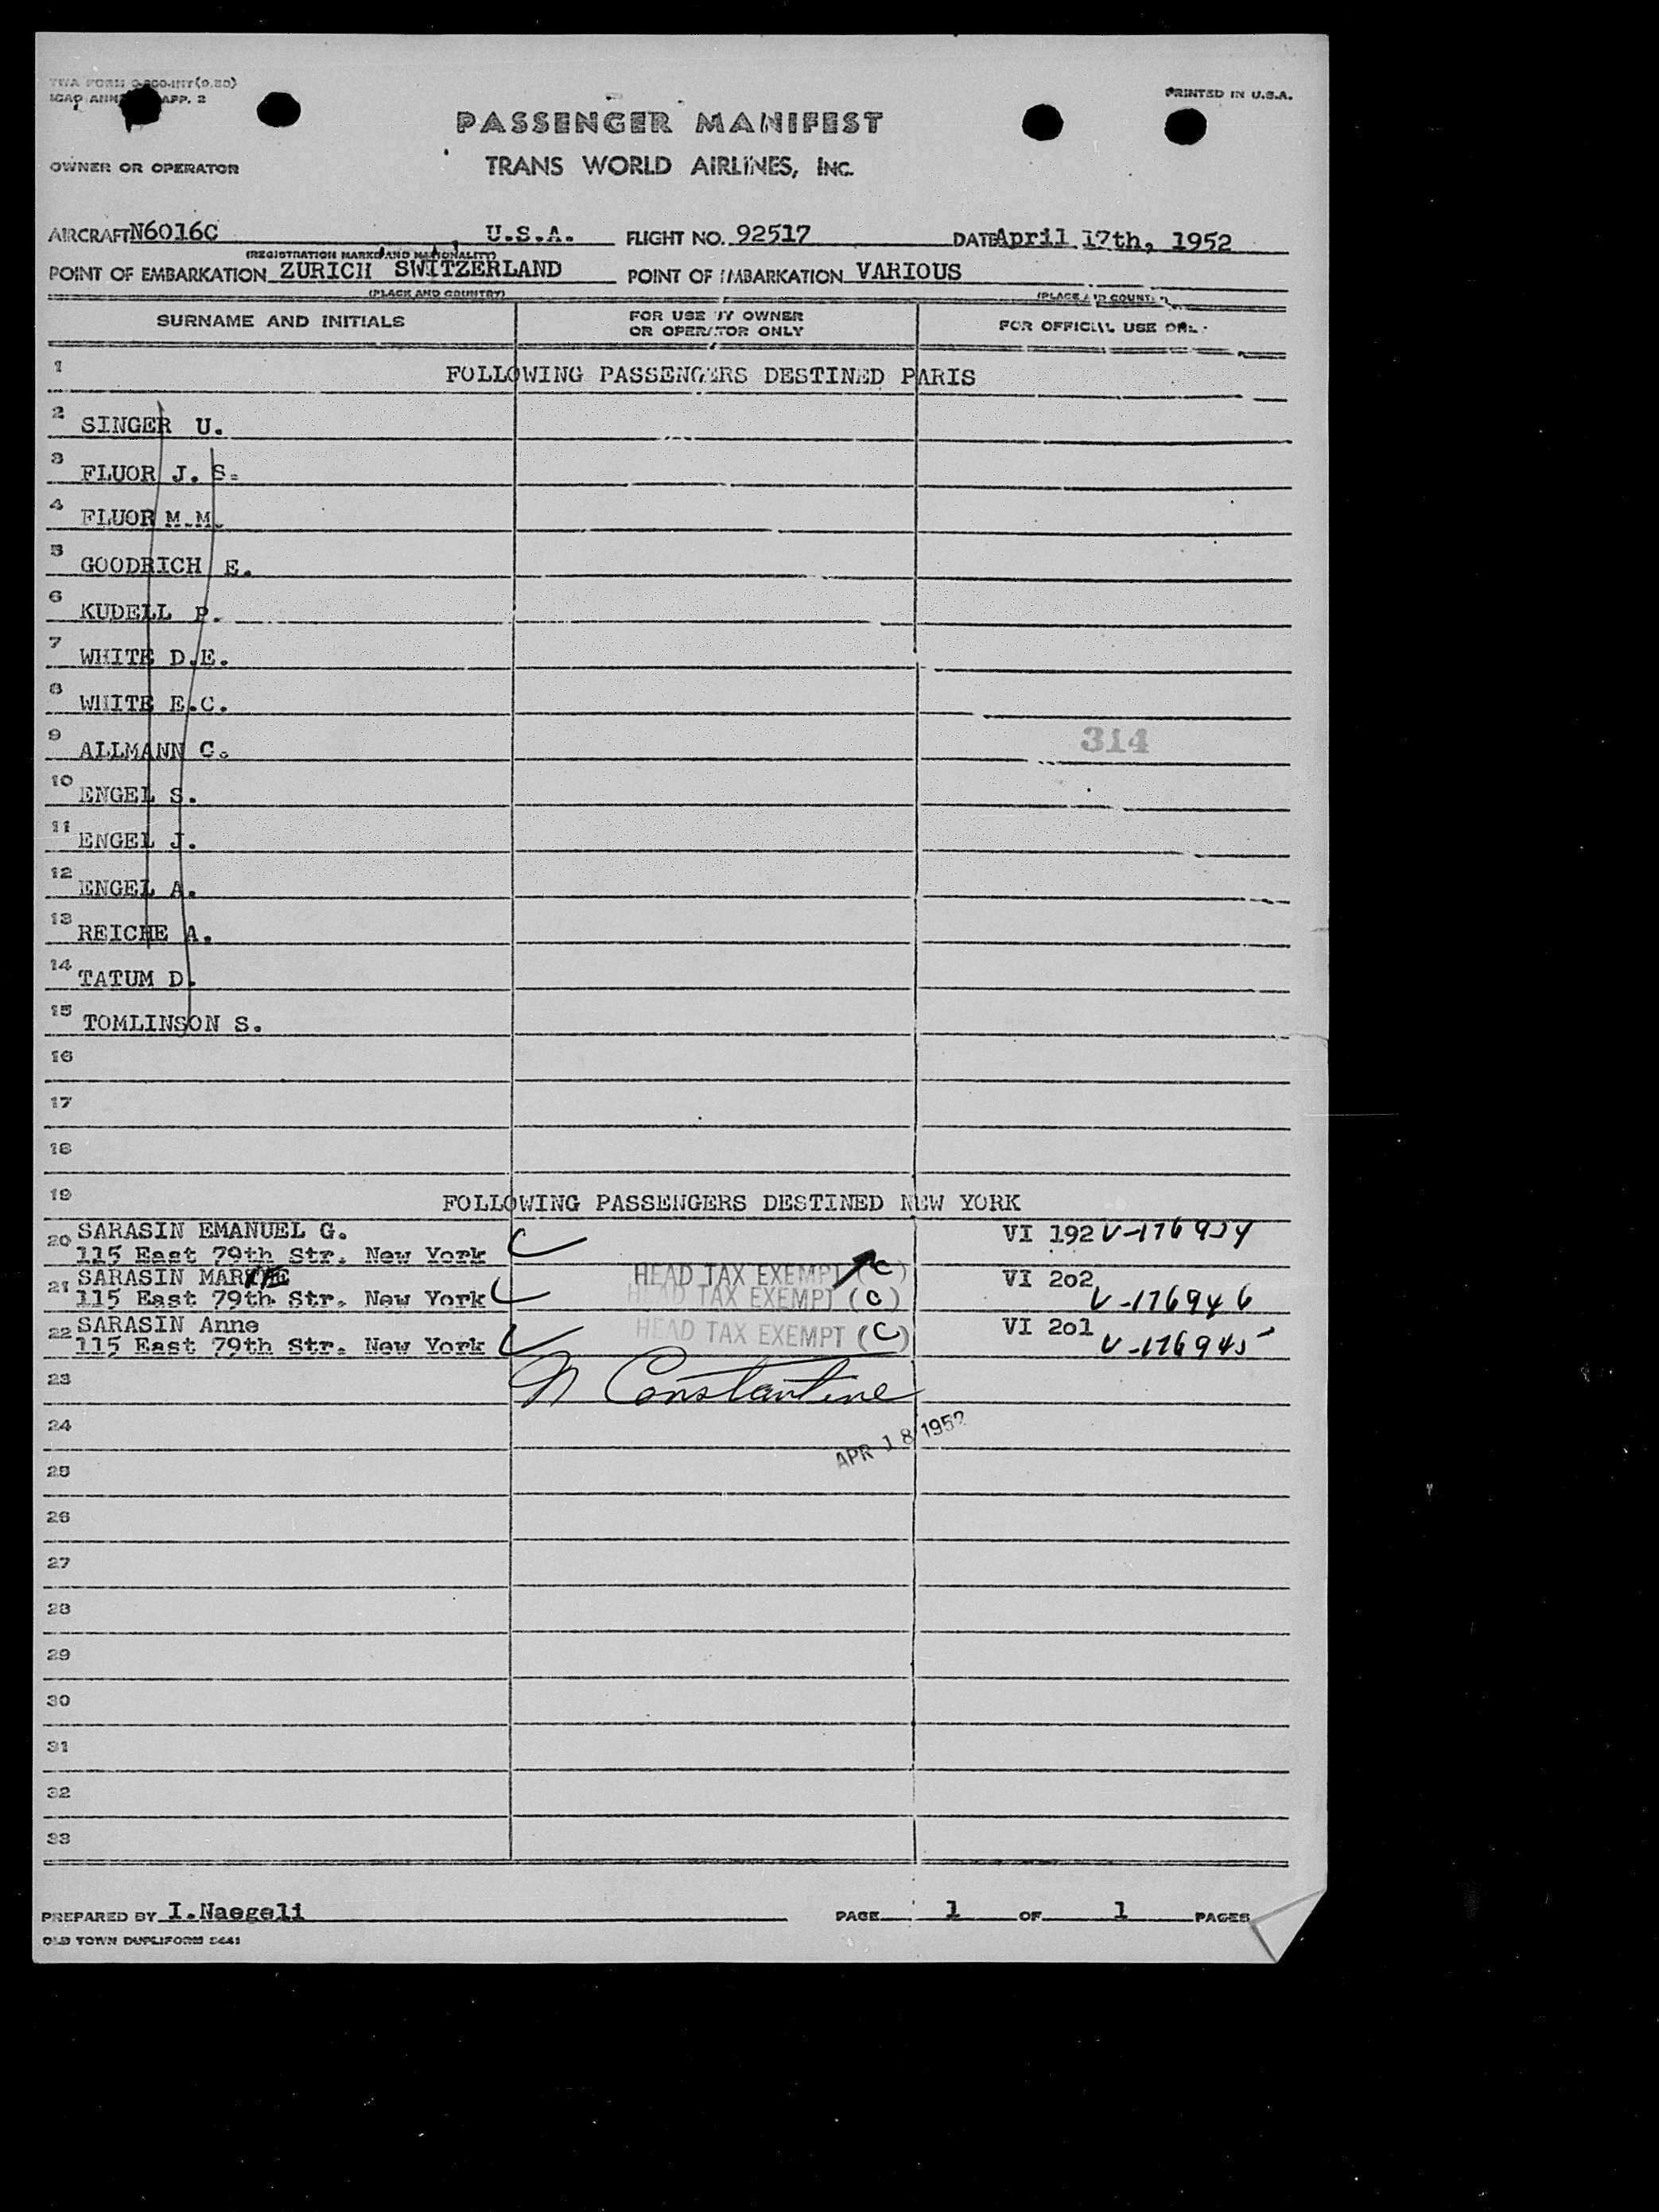 TWA FORM (9.50)
ICAO ANNEX APP. 2
PRINTED IN U.S.A.
PASSENGER MANIFEST
OWNER OR OPERATOR TRANS WORLD AIRLINES, INC.
AIRCRAFT N6016C U.S.A. FLIGHT NO. 92517 DATE April 17th, 1952
(REGISTRATION MARKS AND NATIONALITY)
POINT OF EMBARKATION ZURICH SWITZERLAND POINT OF MBARKATION VARIOUS
(PLACE AND COUNTRY) (PLACE AND COUNTRY)
SURNAME AND INITIALS FOR USE BY OWNER OR OPERATOR ONLY FOR OFFICIAL USE ONLY
1 FOLLOWING PASSENGERS DESTINED PARIS
2 SINGER U.
3 FLUOR J. S.
4 FLUOR M.M.
5 GOODRICH E.
6 KUDELL P.
7 WHITE D.E.
8 WHITE E.C.
9 ALLMANN C. 314
10 ENGEL S.
11 ENGEL J.
12 ENGEL A.
13 REICHE A.
14 TATUM D.
15 TOMLINSON S.
16
17
18
19 FOLLOWING PASSENGERS DESTINED NEW YORK
20 SARASIN EMANUEL G. VI 192 V-176934
115 East 79th Str. New York
21 SARASIN MARIE HEAD TAX EXEMPT (C) VI 2o2
115 East 79th Str. New York HEAD TAX EXEMPT (C) V-176946
22 SARASIN Anne HEAD TAX EXEMPT (C) VI 2o1
115 East 79th Str. New York V-176945
23 N Constantine
24 APR 18 1952
25
26
27
28
29
30
31
32
33
PREPARED BY I.Naegeli PAGE 1 OF 1 PAGES
OLD TOWN DUPLIFORM 5441